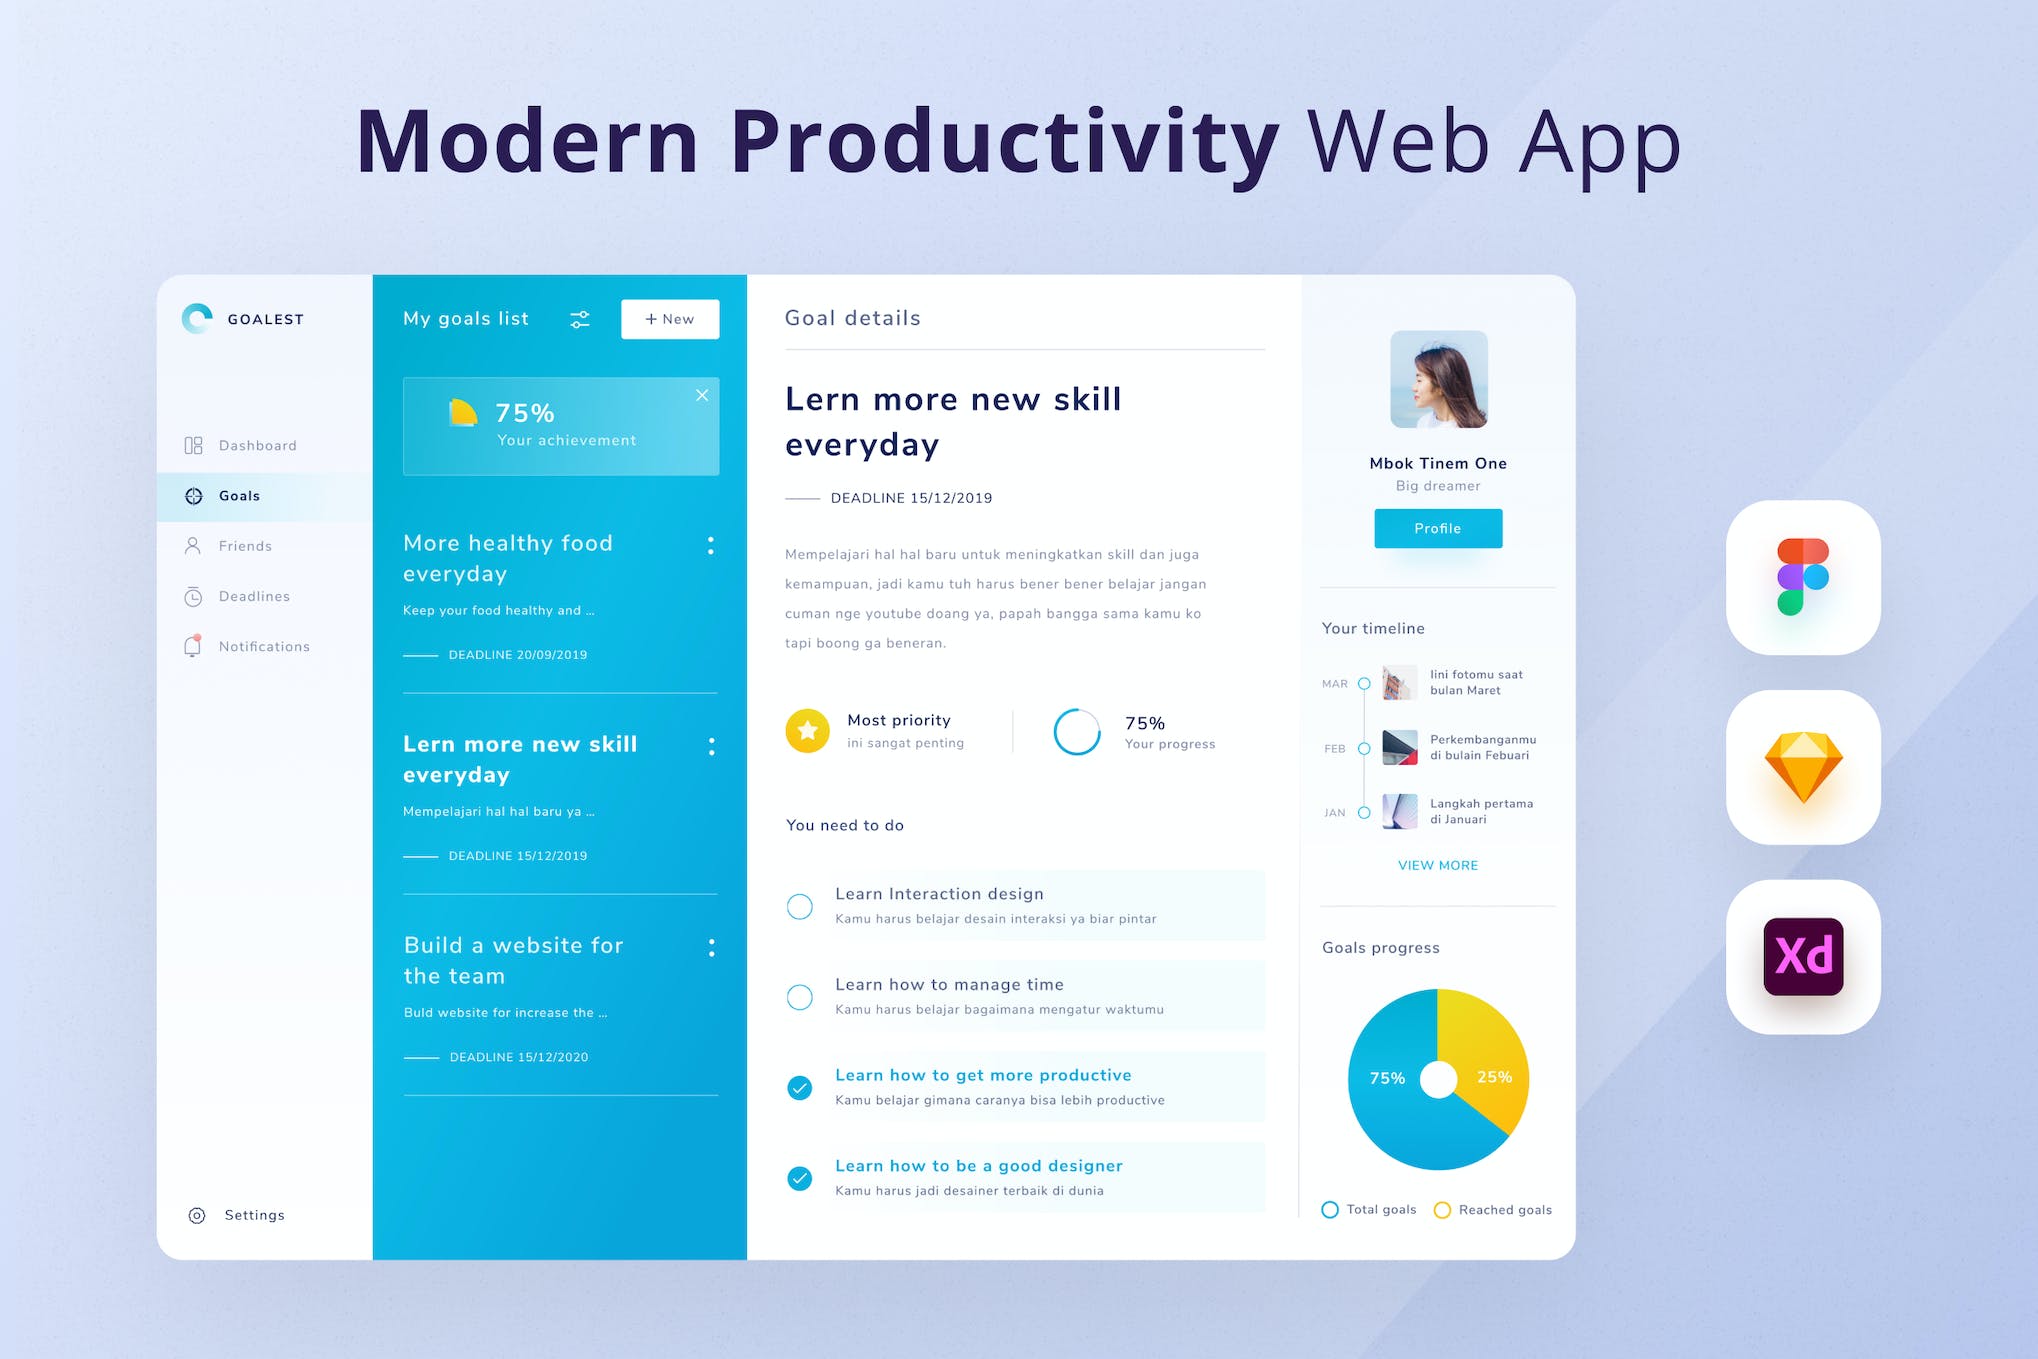 Modern Productivity Web App
GOALEST
Dashboard
Goals
Friends
Deadlines
Notifications
Settings
My goals list
+ New
75%
Your achievement
More healthy food
everyday
Keep your food healthy and ...
DEADLINE 20/09/2019
Lern more new skill
everyday
Mempelajari hal hal baru ya ...
DEADLINE 15/12/2019
Build a website for
the team
Buld website for increase the ...
DEADLINE 15/12/2020
Goal details
Lern more new skill
everyday
DEADLINE 15/12/2019
Mempelajari hal hal baru untuk meningkatkan skill dan juga
kemampuan, jadi kamu tuh harus bener bener belajar jangan
cuman nge youtube doang ya, papah bangga sama kamu ko
tapi boong ga beneran.
Most priority
ini sangat penting
75%
Your progress
You need to do
Learn Interaction design
Kamu harus belajar desain interaksi ya biar pintar
Learn how to manage time
Kamu harus belajar bagaimana mengatur waktumu
Learn how to get more productive
Kamu belajar gimana caranya bisa lebih productive
Learn how to be a good designer
Kamu harus jadi desainer terbaik di dunia
Mbok Tinem One
Big dreamer
Profile
Your timeline
MAR
Iini fotomu saat
bulan Maret
FEB
Perkembanganmu
di bulain Febuari
JAN
Langkah pertama
di Januari
VIEW MORE
Goals progress
75%
25%
Total goals
Reached goals
Xd